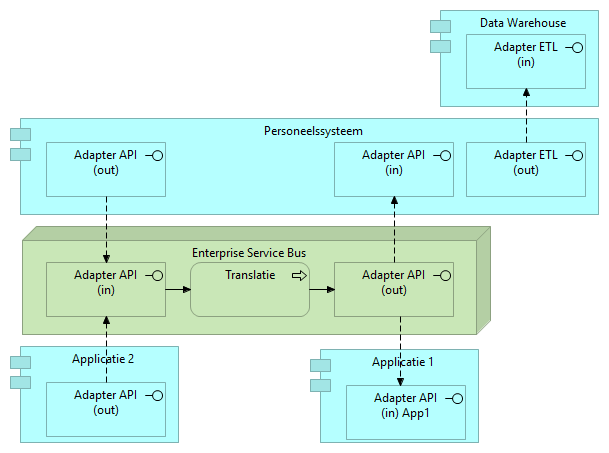 Data Warehouse
Adapter ETL
(in)
Personeelssysteem
Adapter API
(out)
Adapter API
(in)
Adapter ETL
(out)
Enterprise Service Bus
Adapter API
(in)
Translatie
Adapter API
(out)
Applicatie 2
Adapter API
(out)
Applicatie 1
Adapter API
(in) App1